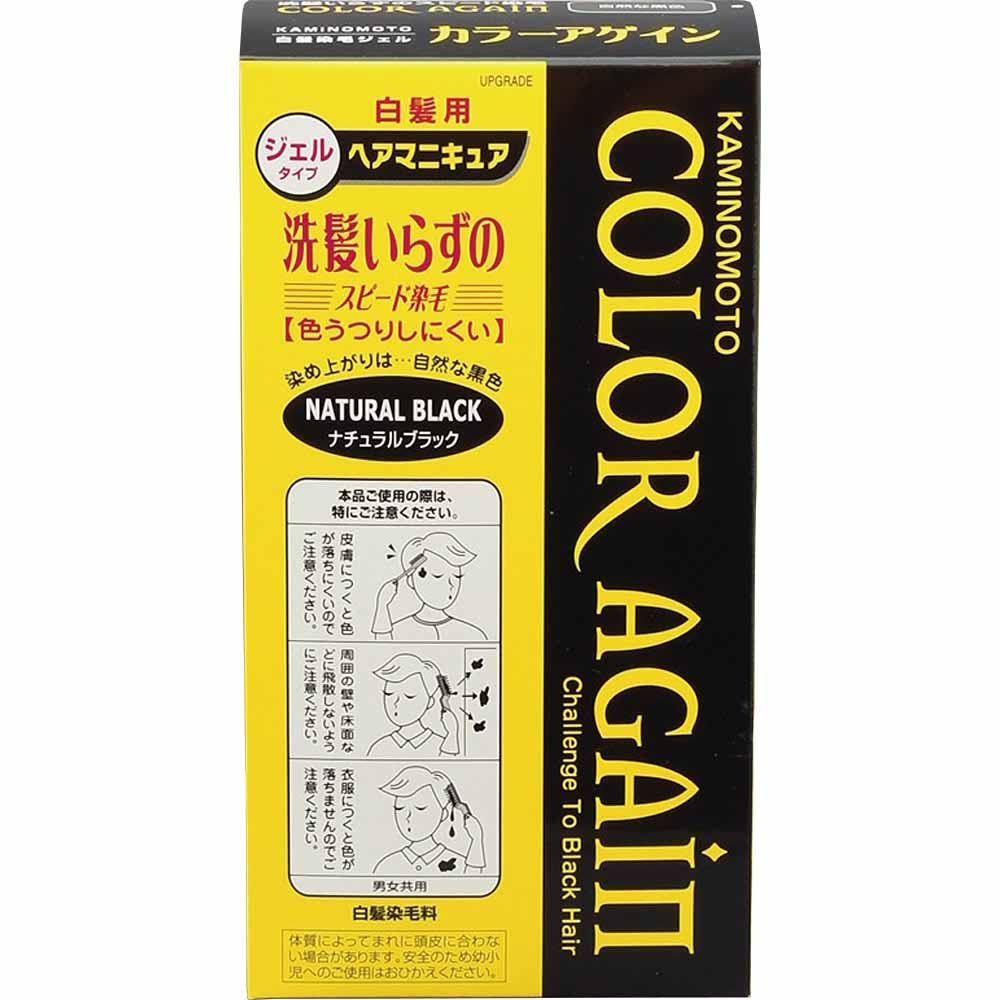 COLOR AGAIN
KAMINOMOTO
白髪染毛ジェル
カラーアゲイン
自然な黒色
UPGRADE
白髪用
ジェル
タイプ
ヘアマニキュア
洗髪いらずの
スピード染毛
【色うつりしにくい】
染め上がりは…自然な黒色
NATURAL BLACK
ナチュラルブラック
本品ご使用の際は、
特にご注意ください。
皮膚につくと色
が落ちにくいので
ご注意ください。
周囲の壁や床面な
どに飛散しないよう
にご注意ください。
衣服につくと色が
落ちませんのでご
注意ください。
男女共用
白髪染毛料
体質によってまれに頭皮に合わな
い場合があります。安全のため幼小
児へのご使用はおひかえください。
KAMINOMOTO
COLOR AGAIN
Challenge To Black Hair